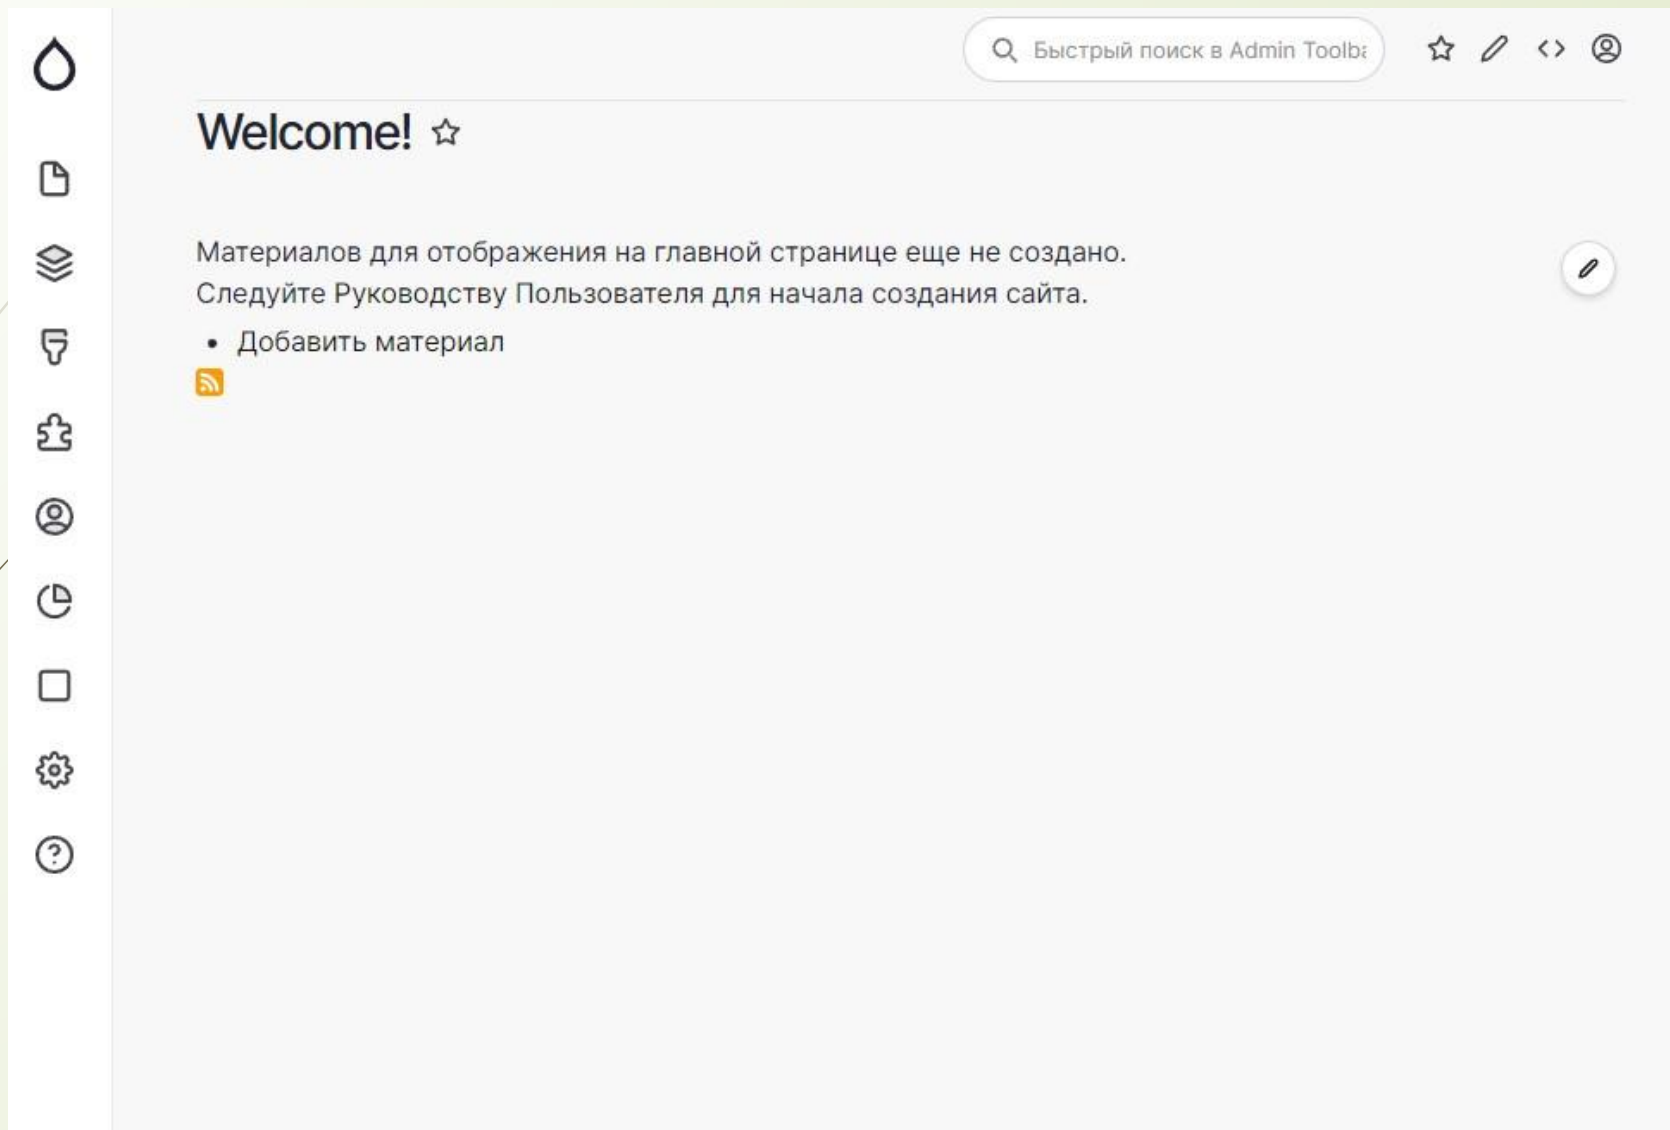 Быстрый поиск в Admin
Welcome!
Материалов для отображения на главной странице еще не создано.
Следуйте Руководству Пользователя для начала создания сайта.
• Добавить материал